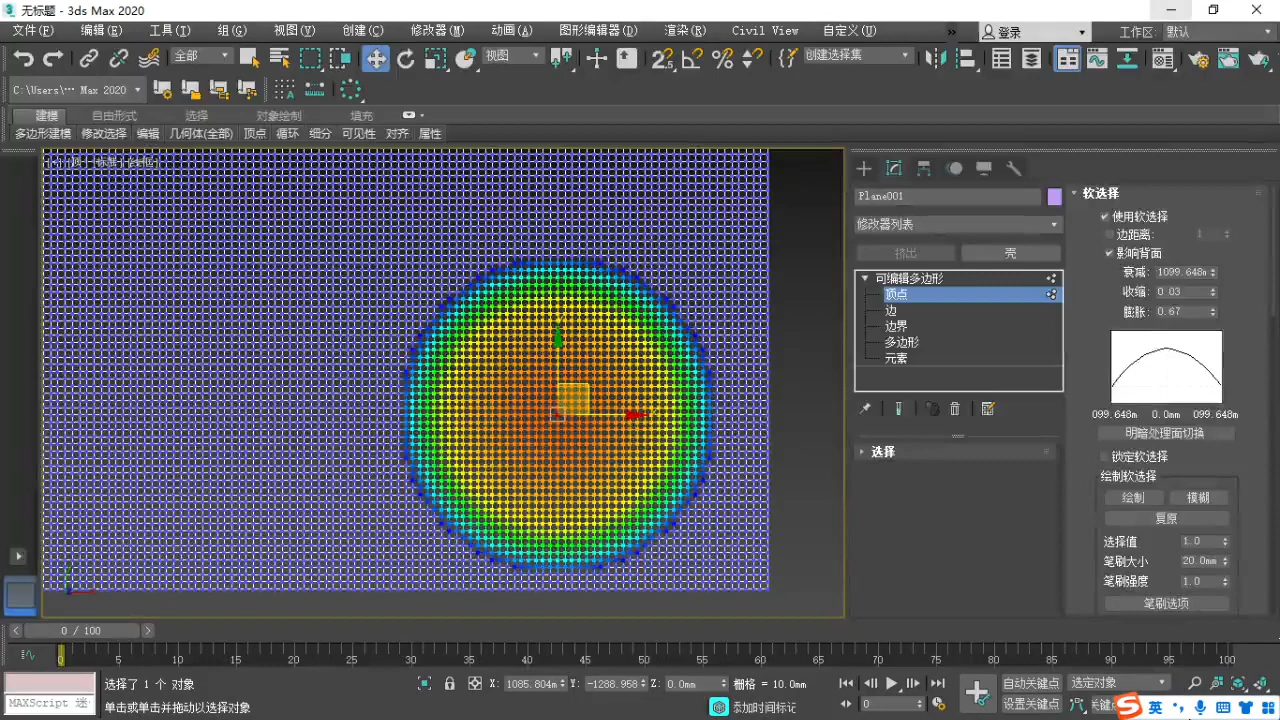 无标题 - 3ds Max 2020
文件(F) 编辑(E) 工具(T) 组(G) 视图(V) 创建(C) 修改器(M) 动画(A) 图形编辑器(D) 渲染(R) Civil View 自定义(U) » 登录 工作区: 默认
全部 视图 创建选择集
C:\Users\··· Max 2020
建模 自由形式 选择 对象绘制 填充
多边形建模 修改选择 编辑 几何体(全部) 顶点 循环 细分 可见性 对齐 属性
Plane001
修改器列表
挤出 壳
可编辑多边形
顶点
边
边界
多边形
元素
选择
软选择
使用软选择
边距离: 1
影响背面
衰减: 1099.648m
收缩: 0.03
膨胀: 0.67
099.648m 0.0mm 099.648m
明暗处理面切换
锁定软选择
绘制软选择
绘制 模糊
复原
选择值 1.0
笔刷大小 20.0mm
笔刷强度 1.0
笔刷选项
0 / 100
0 5 10 15 20 25 30 35 40 45 50 55 60 65 70 75 80 85 90 95 100
选择了 1 个 对象 X: 1085.804m Y: -1288.958 Z: 0.0mm 栅格 = 10.0mm 自动关键点 选定对象
MAXScript 迷 单击或单击并拖动以选择对象 添加时间标记 0 设置关键点 关键点 英